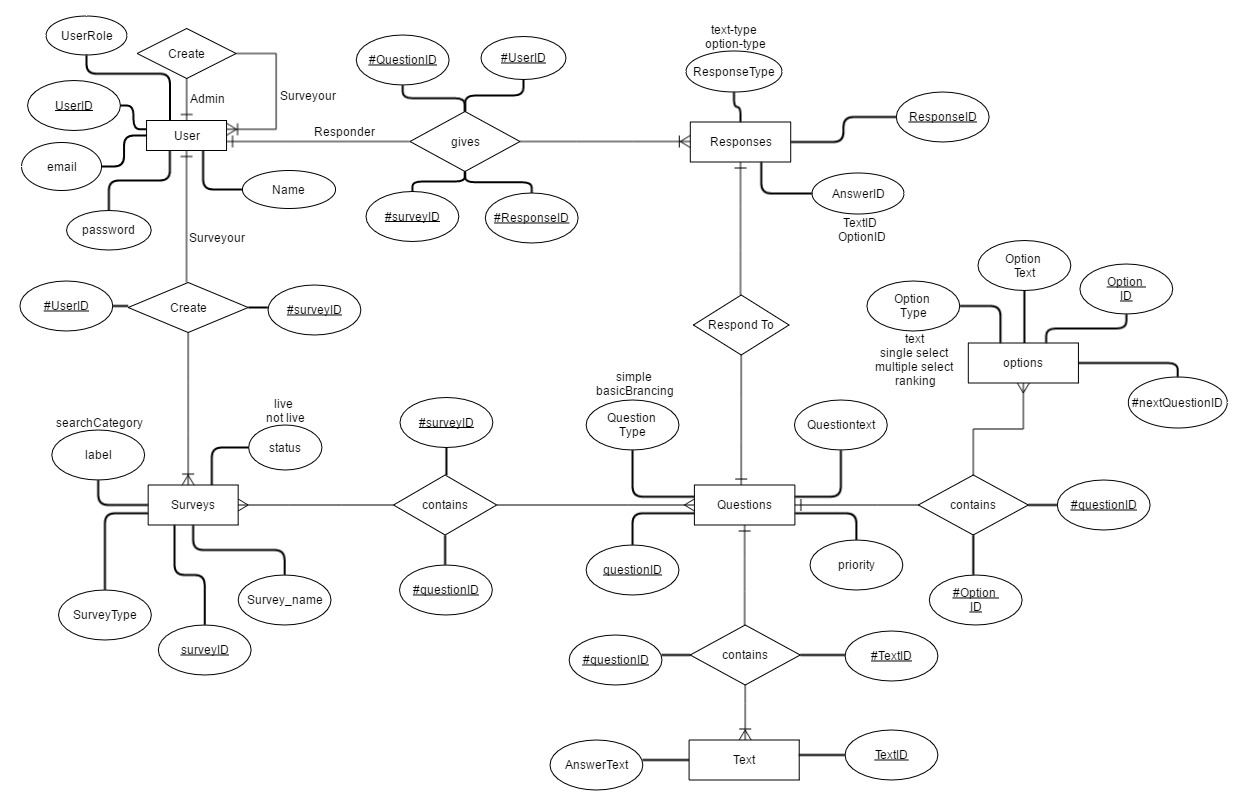 UserRole
Create
Admin
Surveyour
UserID
User
email
password
Name
Responder
#QuestionID
#UserID
gives
#surveyID
#ResponseID
text-type
option-type
ResponseType
Responses
ResponseID
AnswerID
TextID
OptionID
Surveyour
#UserID
Create
#surveyID
Respond To
Option
Text
Option
ID
Option
Type
text
single select
multiple select
ranking
options
#nextQuestionID
searchCategory
label
live
not live
status
Surveys
SurveyType
surveyID
Survey_name
#surveyID
contains
#questionID
simple
basicBrancing
Question
Type
Questiontext
Questions
questionID
priority
contains
#questionID
#Option
ID
#questionID
contains
#TextID
AnswerText
Text
TextID